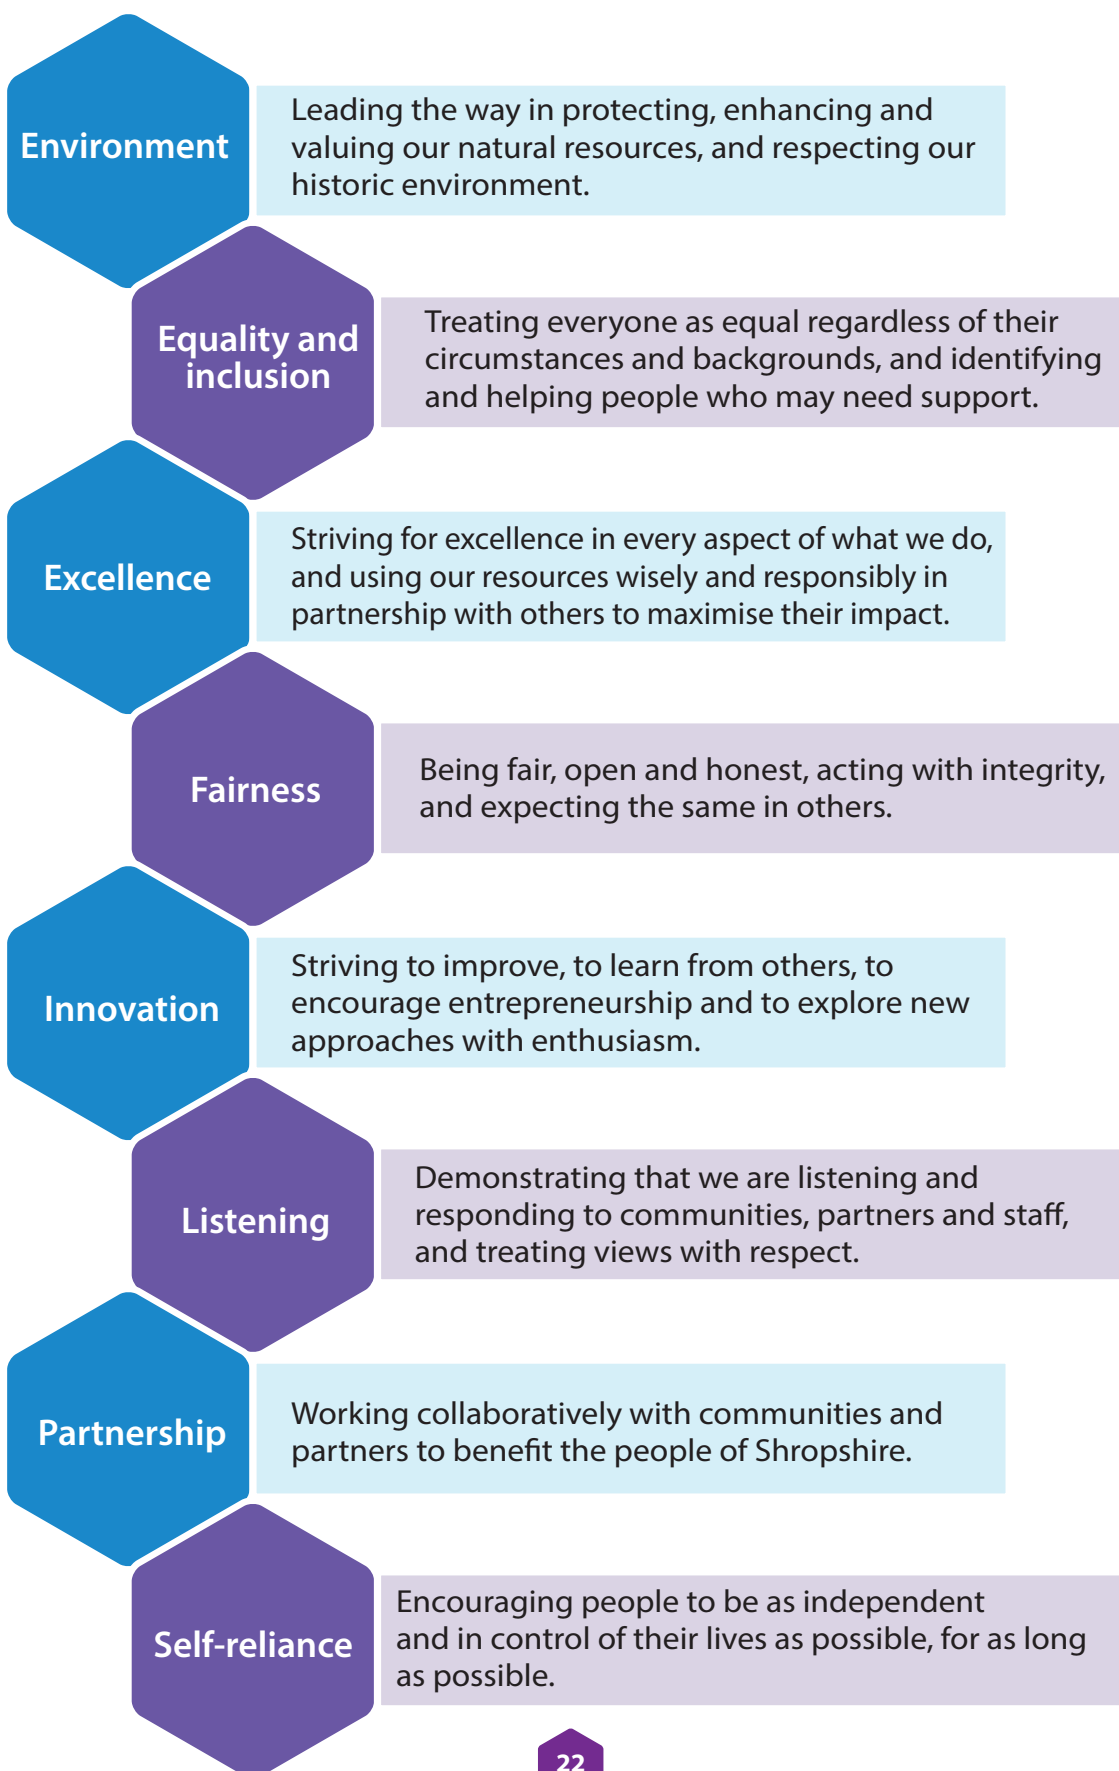 Environment
Leading the way in protecting, enhancing and
valuing our natural resources, and respecting our
historic environment.
Equality and
inclusion
Treating everyone as equal regardless of their
circumstances and backgrounds, and identifying
and helping people who may need support.
Excellence
Striving for excellence in every aspect of what we do,
and using our resources wisely and responsibly in
partnership with others to maximise their impact.
Fairness
Being fair, open and honest, acting with integrity,
and expecting the same in others.
Innovation
Striving to improve, to learn from others, to
encourage entrepreneurship and to explore new
approaches with enthusiasm.
Listening
Demonstrating that we are listening and
responding to communities, partners and staff,
and treating views with respect.
Partnership
Working collaboratively with communities and
partners to benefit the people of Shropshire.
Self-reliance
Encouraging people to be as independent
and in control of their lives as possible, for as long
as possible.
22